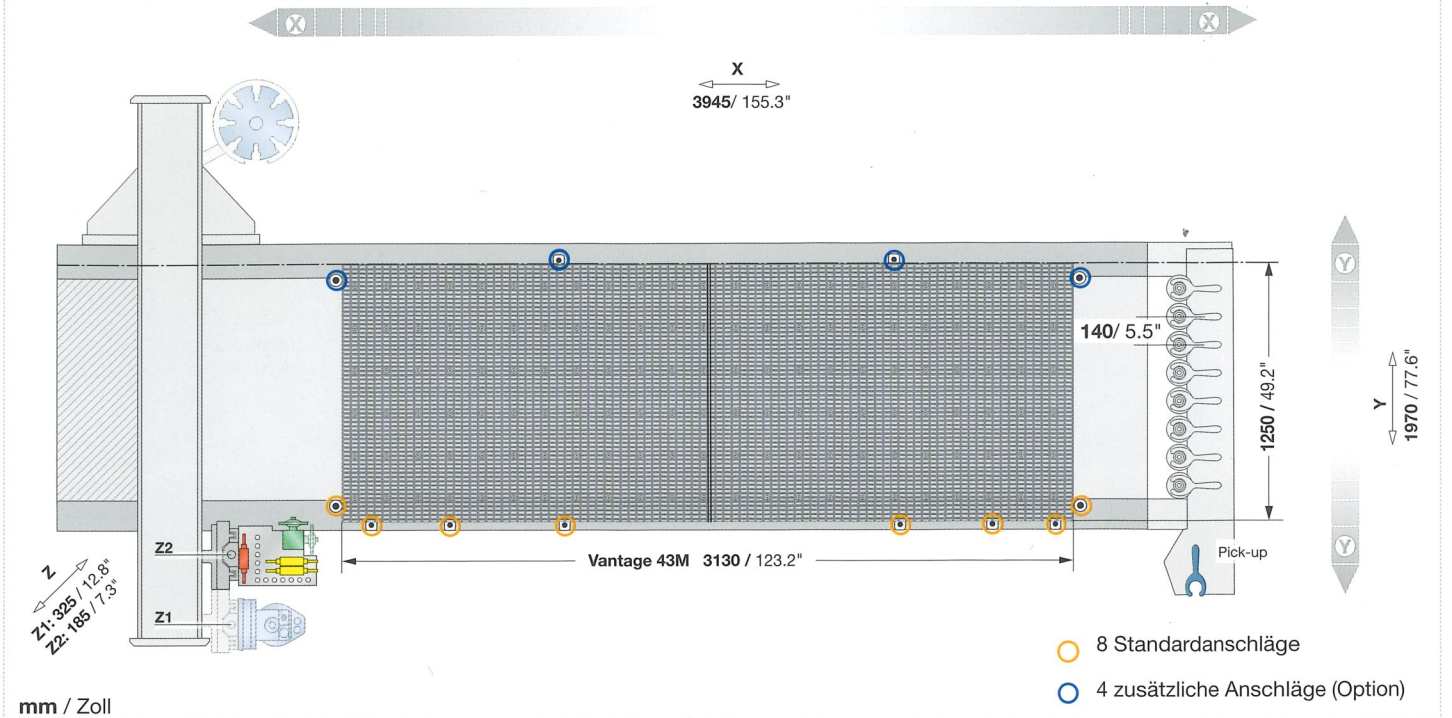 X X
X
3945/ 155.3"
Y
140/ 5.5"
1250 / 49.2"
Y
1970 / 77.6"
Z2
Z
Z1: 325 / 12.8"
Z2: 185 / 7.3"
Z1
Vantage 43M 3130 / 123.2"
Pick-up
Y
8 Standardanschläge
4 zusätzliche Anschläge (Option)
mm / Zoll